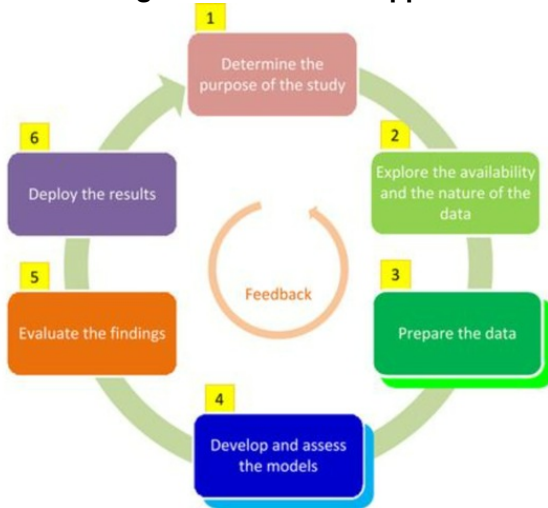 1
Determine the
purpose of the study
2
Explore the availability
and the nature of the
data
3
Prepare the data
4
Develop and assess
the models
5
Evaluate the findings
6
Deploy the results
Feedback